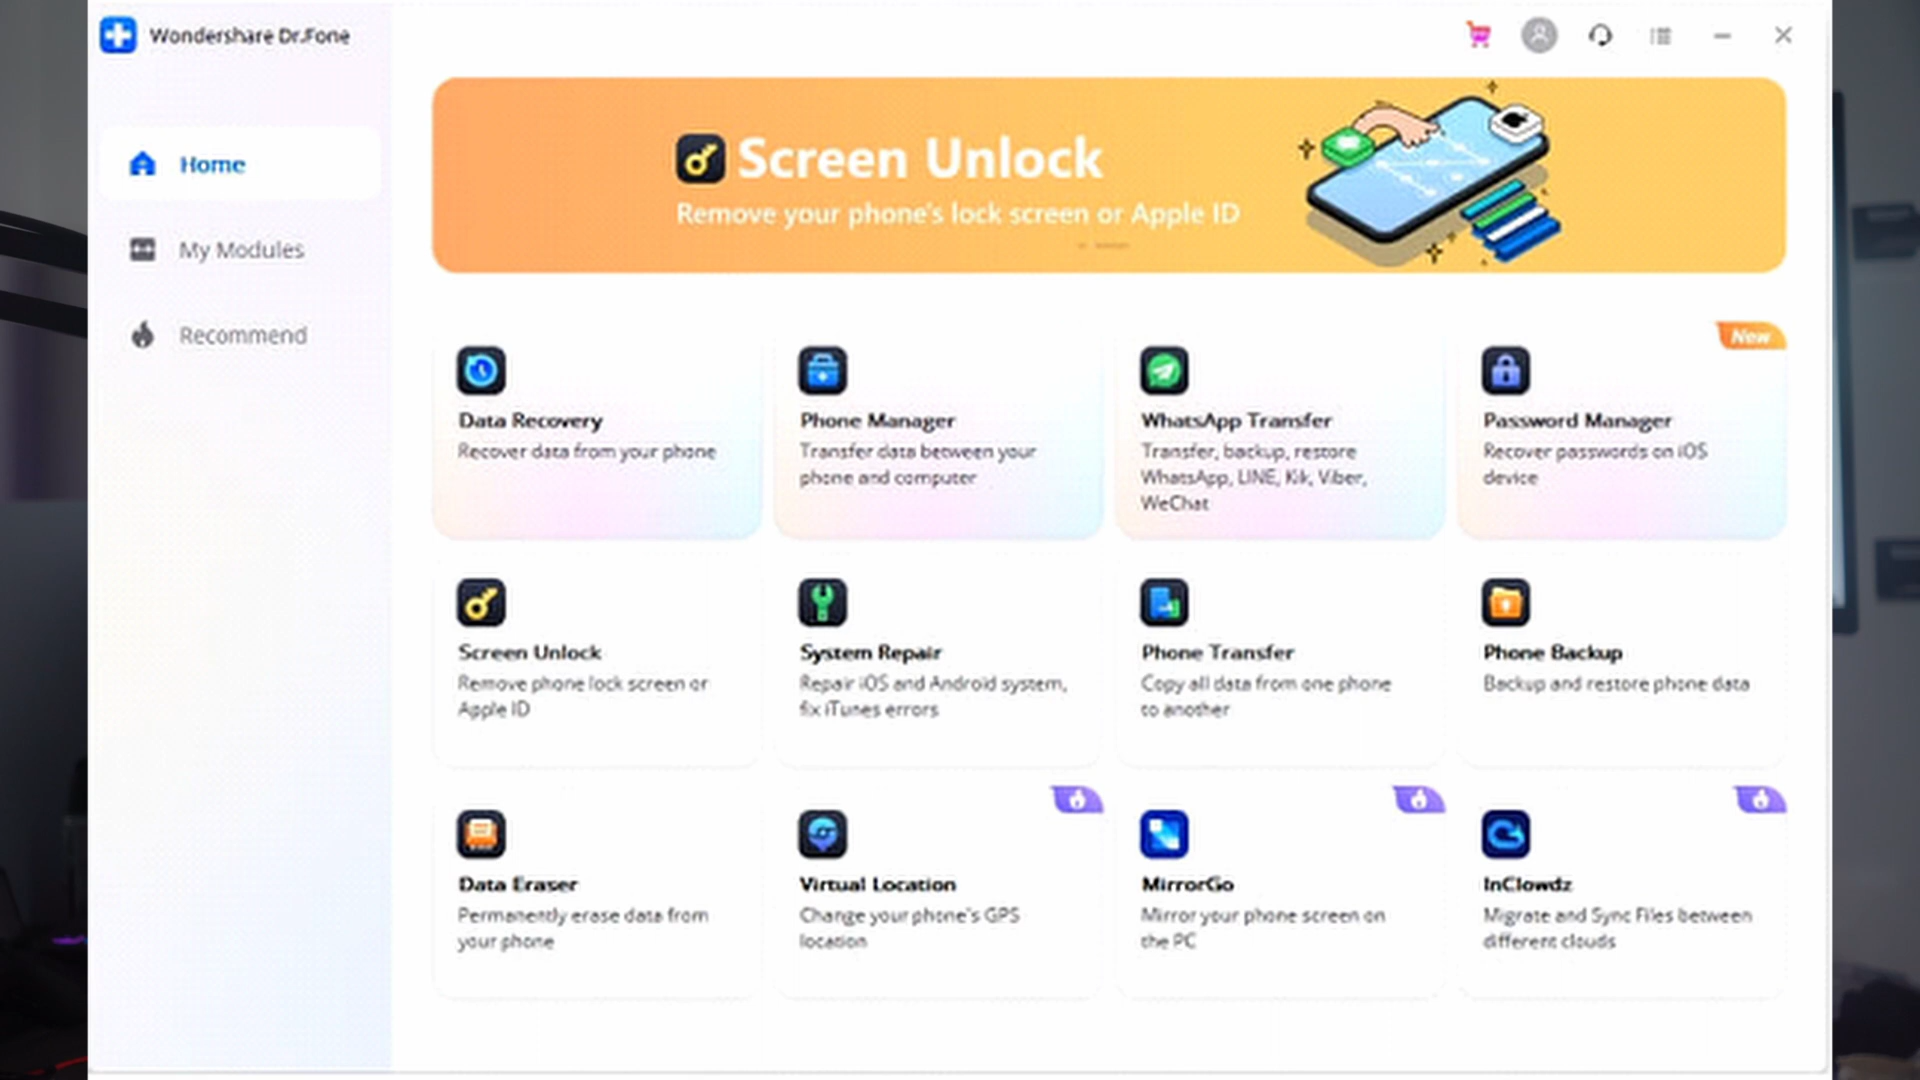 Wondershare Dr.Fone
Home
My Modules
Recommend
Screen Unlock
Remove your phone's lock screen or Apple ID
Data Recovery
Recover data from your phone
Phone Manager
Transfer data between your
phone and computer
WhatsApp Transfer
Transfer, backup, restore
WhatsApp, LINE, Kik, Viber,
WeChat
New
Password Manager
Recover passwords on iOS
device
Screen Unlock
Remove phone lock screen or
Apple ID
System Repair
Repair iOS and Android system,
fix iTunes errors
Phone Transfer
Copy all data from one phone
to another
Phone Backup
Backup and restore phone data
Data Eraser
Permanently erase data from
your phone
Virtual Location
Change your phone's GPS
location
MirrorGo
Mirror your phone screen on
the PC
InClowdz
Migrate and Sync Files between
different clouds